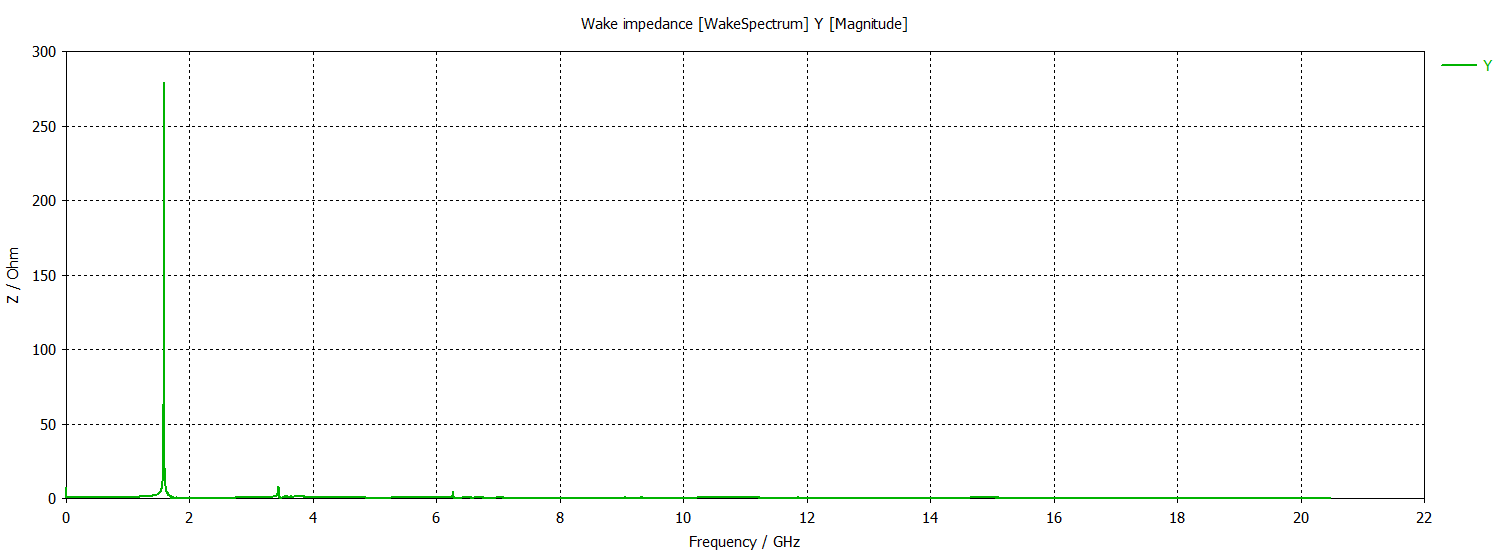 Wake impedance [WakeSpectrum] Y [Magnitude]
Y
300
250
200
150
100
50
0
Z / Ohm
0 2 4 6 8 10 12 14 16 18 20 22
Frequency / GHz